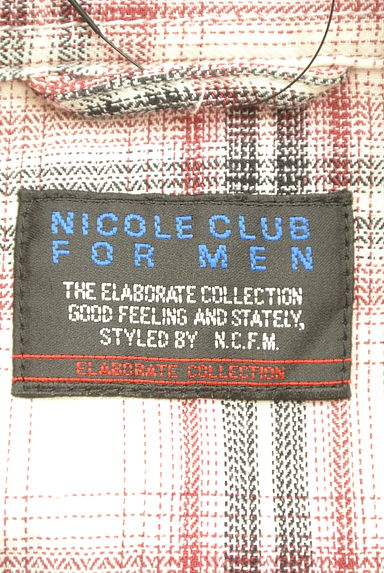 NICOLE CLUB
FOR MEN
THE ELABORATE COLLECTION
GOOD FEELING AND STATELY,
STYLED BY N.C.F.M.
ELABORATE COLLECTION